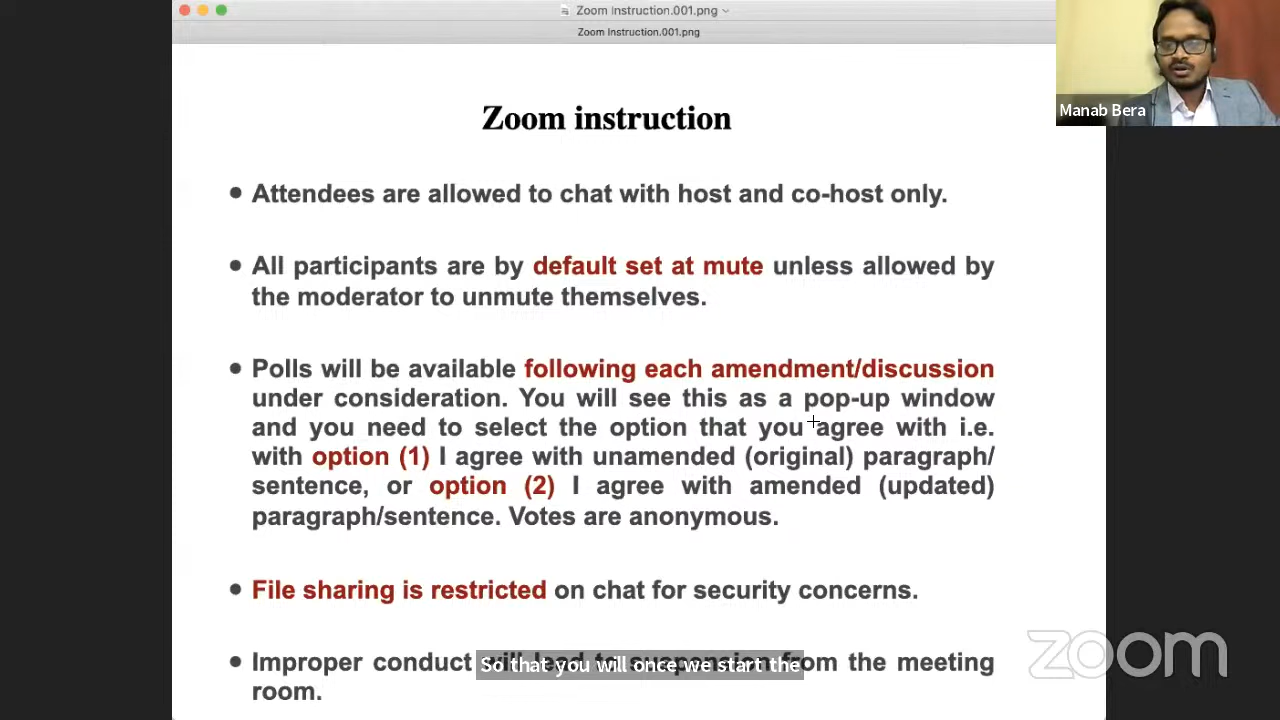 Zoom Instruction.001.png
Zoom Instruction.001.png
Manab Bera
Zoom instruction
• Attendees are allowed to chat with host and co-host only.
• All participants are by default set at mute unless allowed by
the moderator to unmute themselves.
• Polls will be available following each amendment/discussion
under consideration. You will see this as a pop-up window
and you need to select the option that you agree with i.e.
with option (1) I agree with unamended (original) paragraph/
sentence, or option (2) I agree with amended (updated)
paragraph/sentence. Votes are anonymous.
• File sharing is restricted on chat for security concerns.
• Improper conduct will lead to suspension from the meeting
room.
So that you will once we start the
zoom